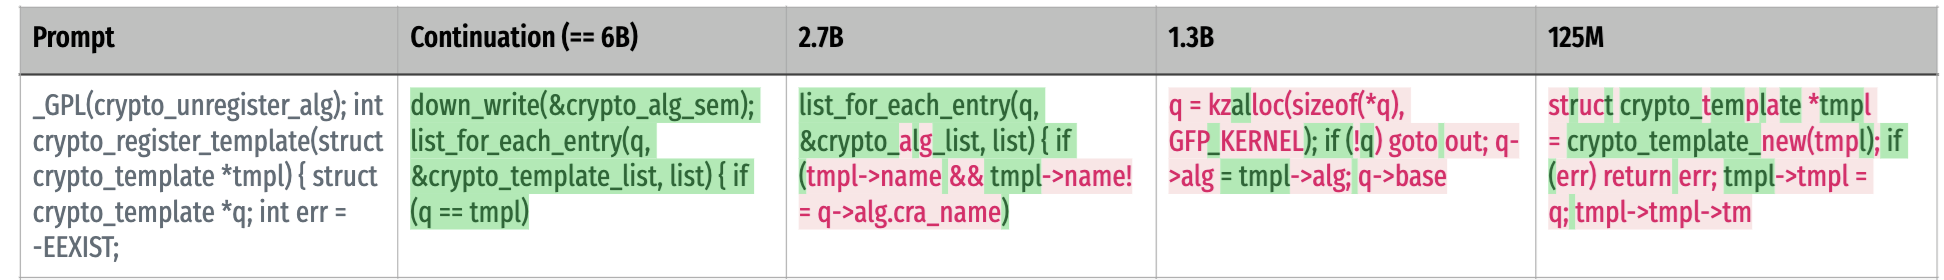 Prompt
Continuation (== 6B)
2.7B
1.3B
125M
_GPL(crypto_unregister_alg); int
crypto_register_template(struct
crypto_template *tmpl) { struct
crypto_template *q; int err =
-EEXIST;
down_write(&crypto_alg_sem);
list_for_each_entry(q,
&crypto_template_list, list) { if
(q == tmpl)
list_for_each_entry(q,
&crypto_alg_list, list) { if
(tmpl->name && tmpl->name!
= q->alg.cra_name)
q = kzalloc(sizeof(*q),
GFP_KERNEL); if (!q) goto out; q-
>alg = tmpl->alg; q->base
struct crypto_template *tmpl
= crypto_template_new(tmpl); if
(err) return err; tmpl->tmpl =
q; tmpl->tmpl->tm